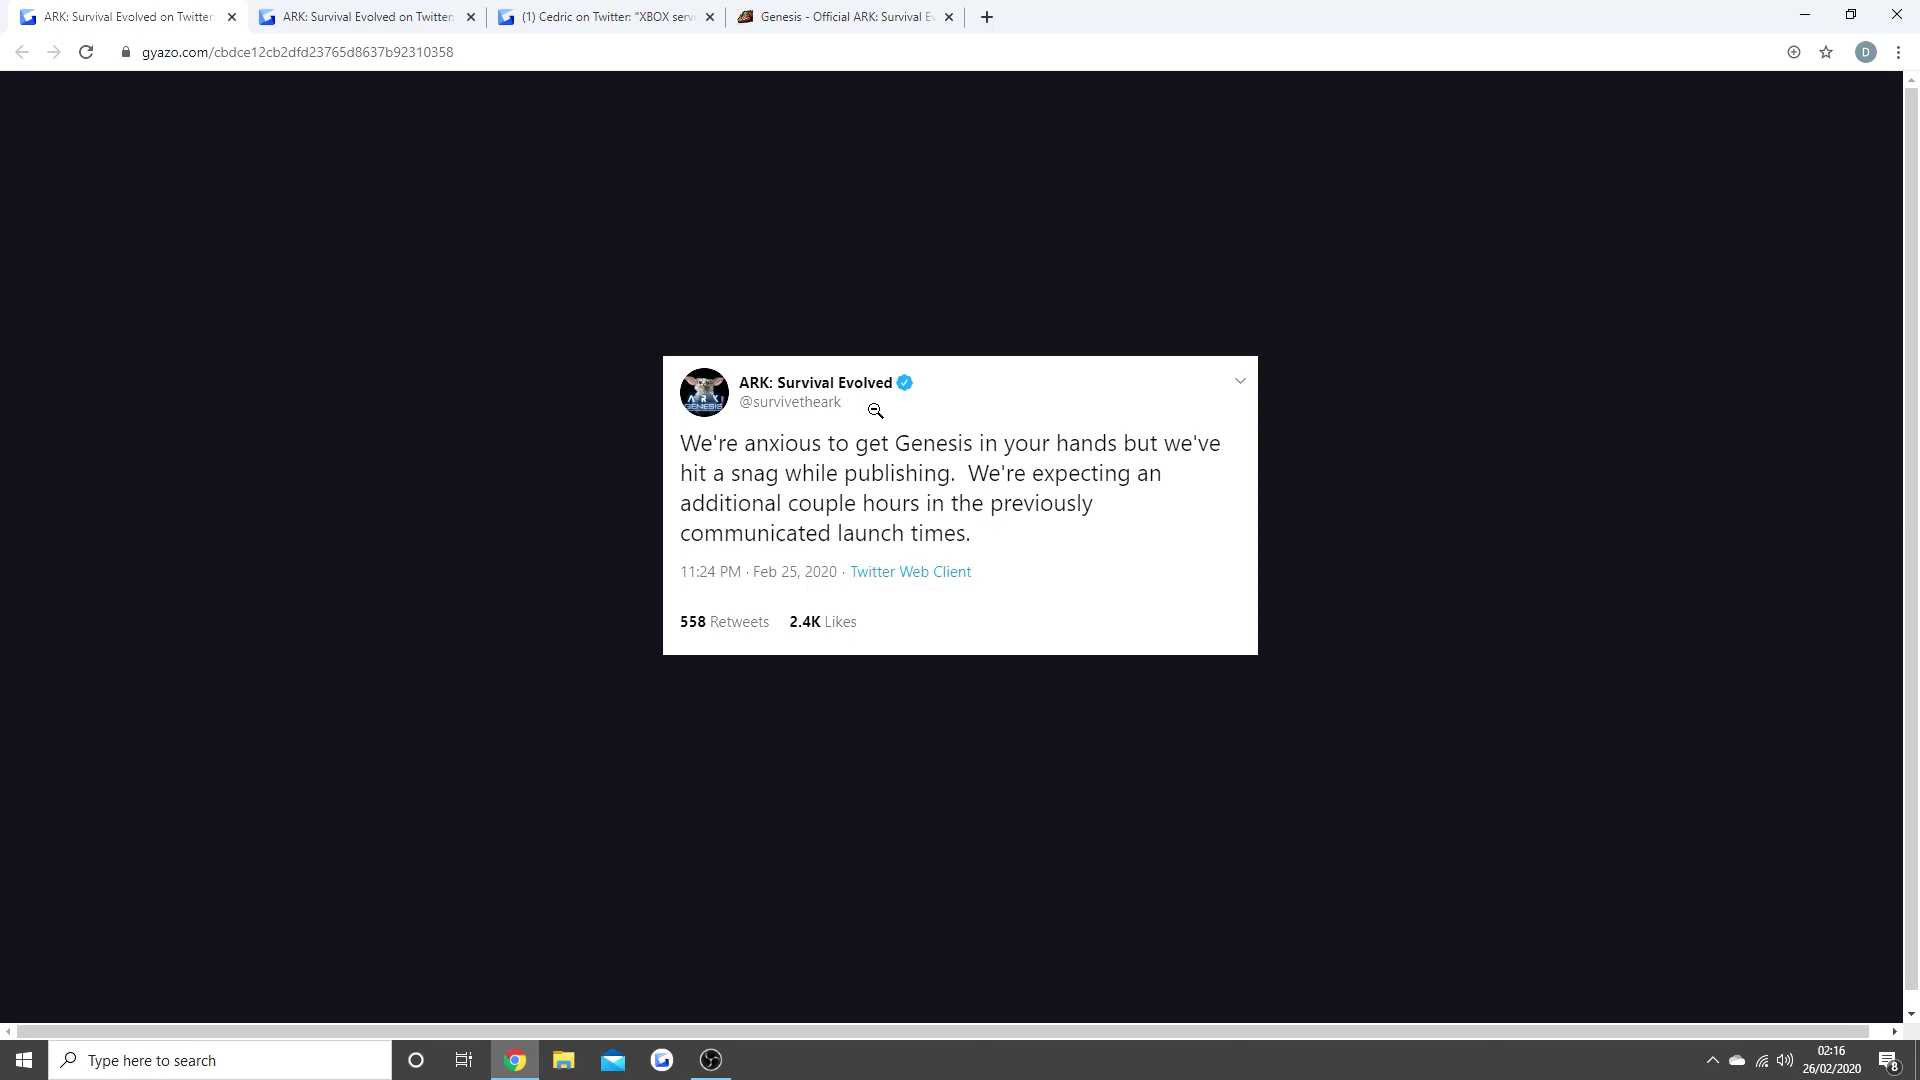 ARK: Survival Evolved on Twitter:
ARK: Survival Evolved on Twitter:
(1) Cedric on Twitter: "XBOX serv
Genesis - Official ARK: Survival Ev
gyazo.com/cbdce12cb2dfd23765d8637b92310358
D
ARK: Survival Evolved
@survivetheark
ARK
GENESIS
We're anxious to get Genesis in your hands but we've
hit a snag while publishing.  We're expecting an
additional couple hours in the previously
communicated launch times.
11:24 PM · Feb 25, 2020 · Twitter Web Client
558 Retweets 2.4K Likes
Type here to search
02:16
26/02/2020
8